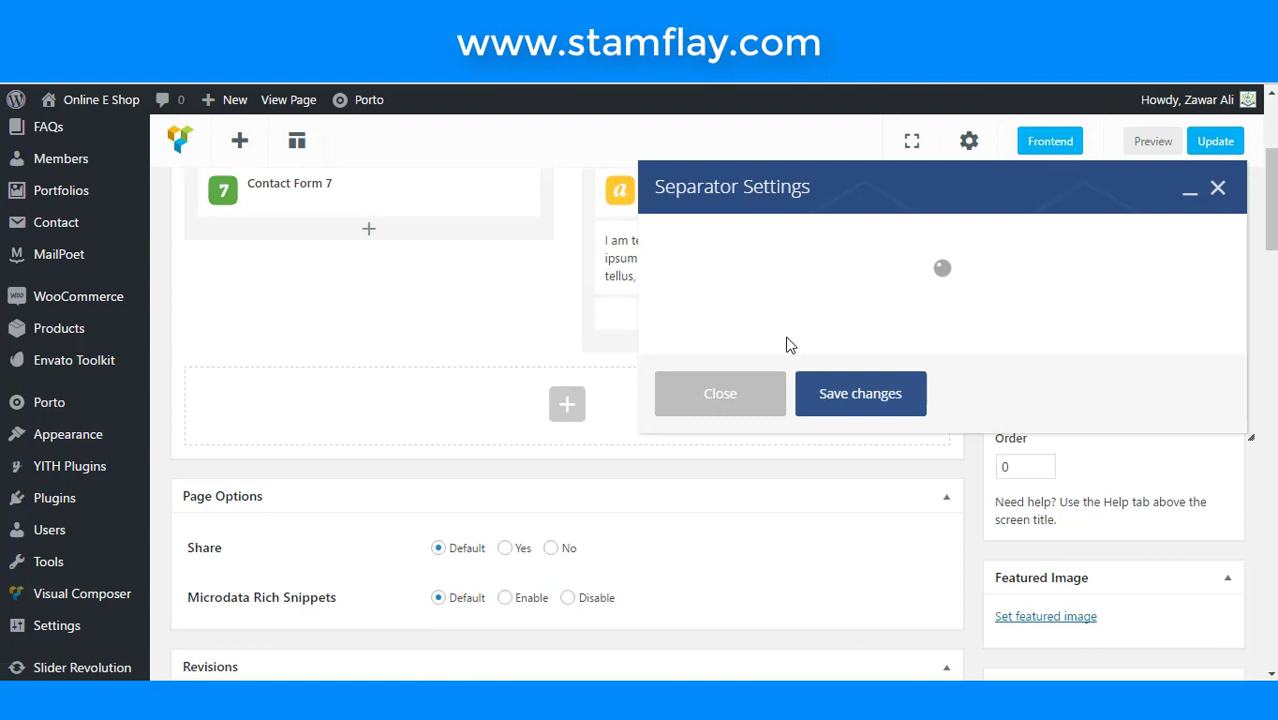 www.stamflay.com
Online E Shop
0
New
View Page
Porto
Howdy, Zawar Ali
FAQs
Members
Portfolios
Contact
MailPoet
WooCommerce
Products
Envato Toolkit
Porto
Appearance
YITH Plugins
Plugins
Users
Tools
Visual Composer
Settings
Slider Revolution
Frontend
Preview
Update
7
Contact Form 7
a
I am te
ipsum
tellus,
Separator Settings
Close
Save changes
Order
0
Need help? Use the Help tab above the
screen title.
Page Options
Share
Default
Yes
No
Microdata Rich Snippets
Default
Enable
Disable
Featured Image
Set featured image
Revisions